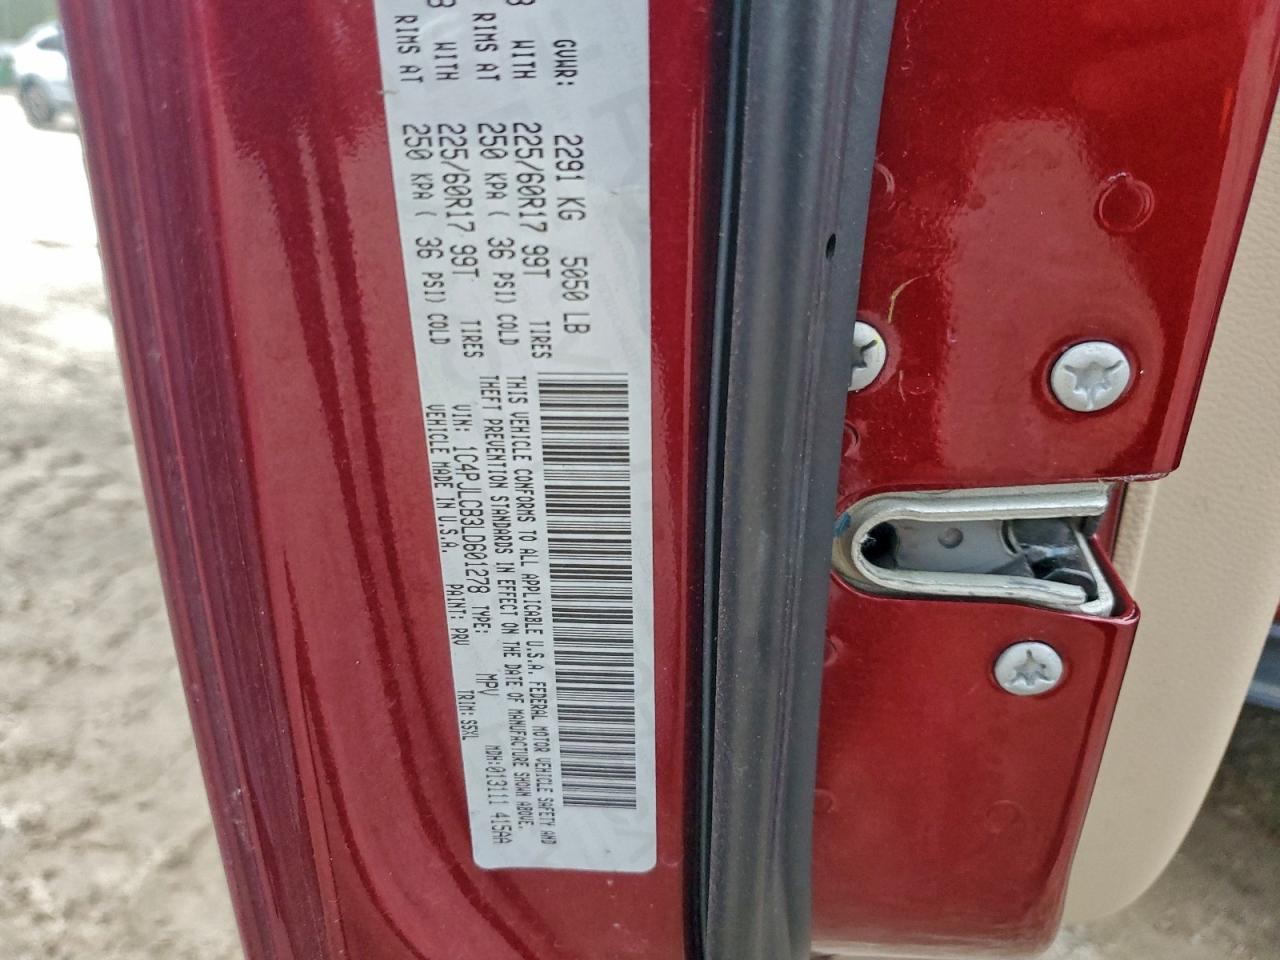 GVWR: 2291 KG 5050 LB
WITH 225/60R17 99T TIRES
RIMS AT 250 KPA ( 36 PSI) COLD
WITH 225/60R17 99T TIRES
RIMS AT 250 KPA ( 36 PSI) COLD
THIS VEHICLE CONFORMS TO ALL APPLICABLE U.S.A. FEDERAL MOTOR VEHICLE SAFETY AND
THEFT PREVENTION STANDARDS IN EFFECT ON THE DATE OF MANUFACTURE SHOWN ABOVE.
VIN: 1C4PJLCB3LD601278 TYPE: MPV MDH:013111 415AA
VEHICLE MADE IN U.S.A. PAINT: PRV TRIM: S5XL